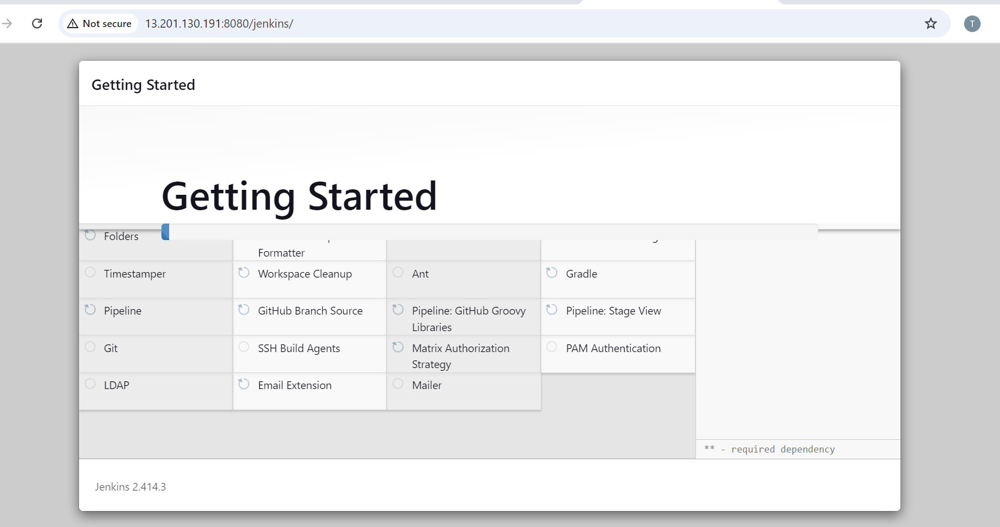 Not secure 13.201.130.191:8080/jenkins/
T
Getting Started
Getting Started
Folders
Formatter
Timestamper
Workspace Cleanup
Ant
Gradle
Pipeline
GitHub Branch Source
Pipeline: GitHub Groovy
Libraries
Pipeline: Stage View
Git
SSH Build Agents
Matrix Authorization
Strategy
PAM Authentication
LDAP
Email Extension
Mailer
** - required dependency
Jenkins 2.414.3